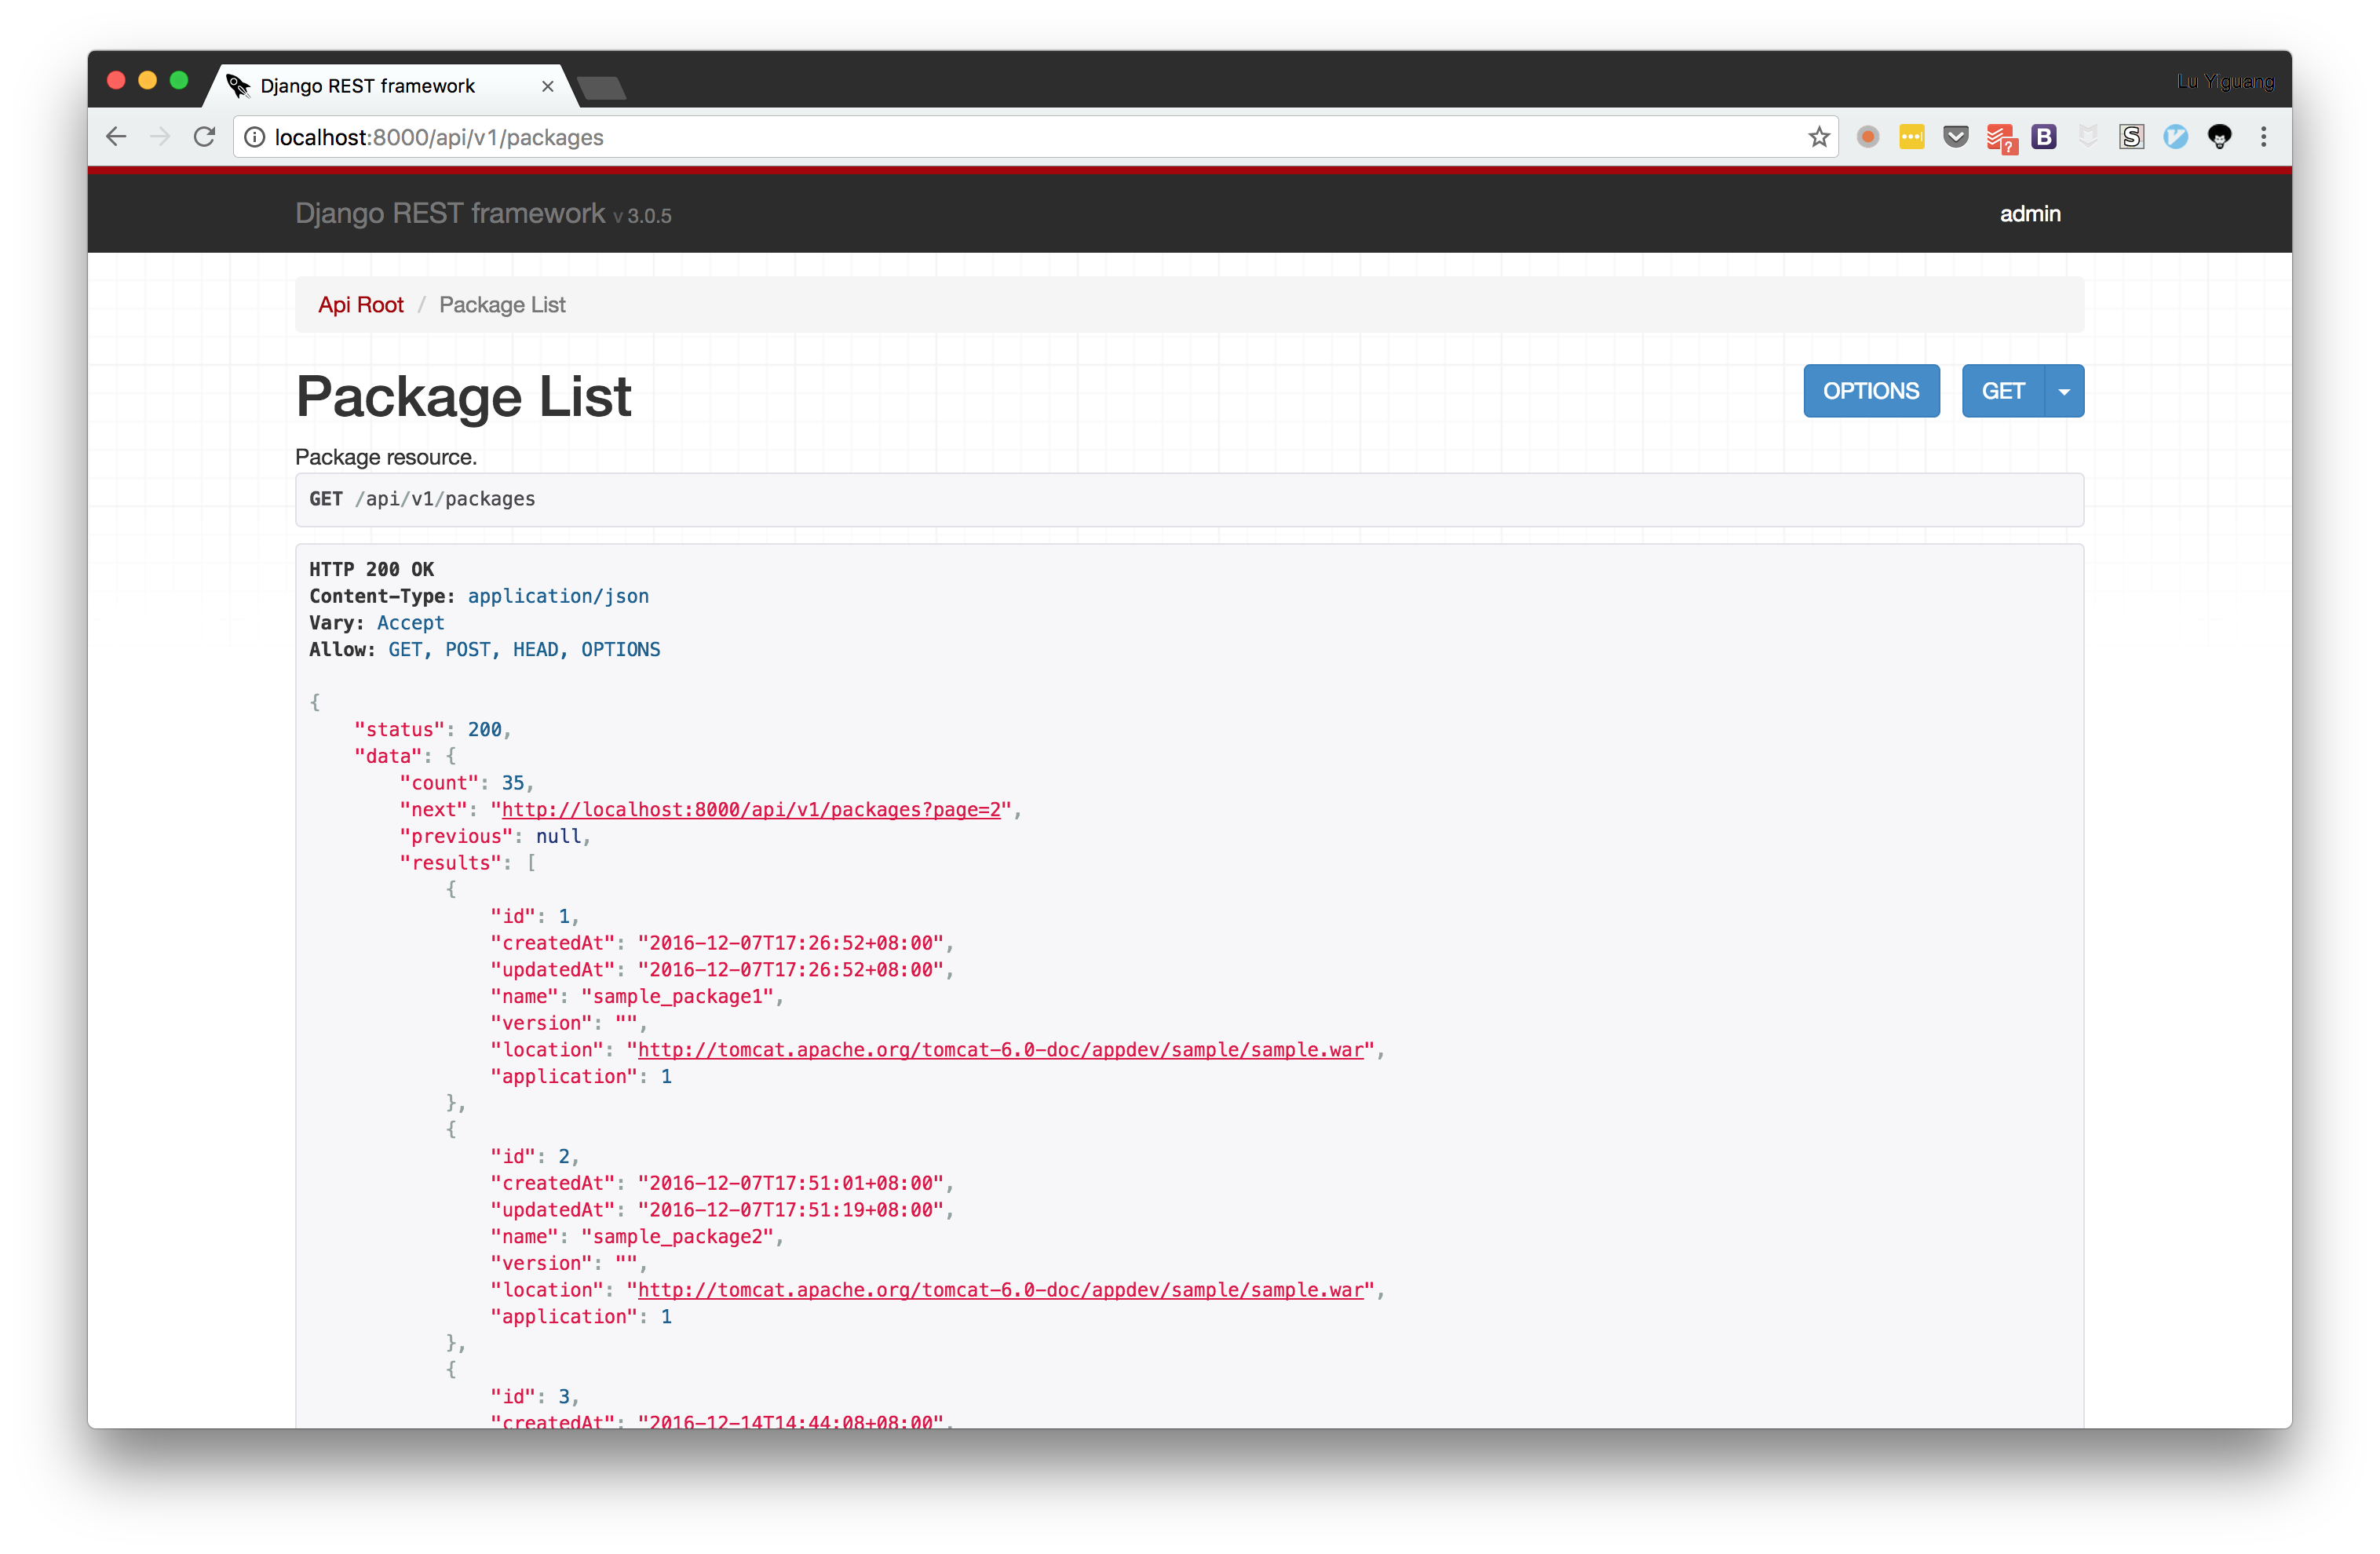 Django REST framework
Lu Yiguang
localhost:8000/api/v1/packages
Django REST framework v 3.0.5
admin
Api Root / Package List
Package List
OPTIONS
GET
Package resource.
GET /api/v1/packages
HTTP 200 OK
Content-Type: application/json
Vary: Accept
Allow: GET, POST, HEAD, OPTIONS
{
    "status": 200,
    "data": {
        "count": 35,
        "next": "http://localhost:8000/api/v1/packages?page=2",
        "previous": null,
        "results": [
            {
                "id": 1,
                "createdAt": "2016-12-07T17:26:52+08:00",
                "updatedAt": "2016-12-07T17:26:52+08:00",
                "name": "sample_package1",
                "version": "",
                "location": "http://tomcat.apache.org/tomcat-6.0-doc/appdev/sample/sample.war",
                "application": 1
            },
            {
                "id": 2,
                "createdAt": "2016-12-07T17:51:01+08:00",
                "updatedAt": "2016-12-07T17:51:19+08:00",
                "name": "sample_package2",
                "version": "",
                "location": "http://tomcat.apache.org/tomcat-6.0-doc/appdev/sample/sample.war",
                "application": 1
            },
            {
                "id": 3,
                "createdAt": "2016-12-14T14:44:08+08:00",